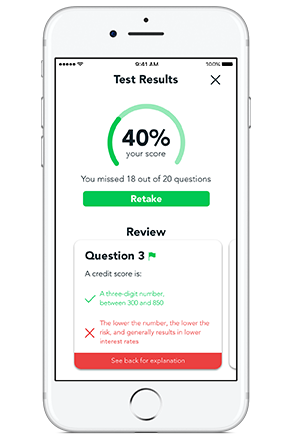 9:41 AM
100%
Test Results
40%
your score
You missed 18 out of 20 questions
Retake
Review
Question 3
A credit score is:
A three-digit number,
between 300 and 850
The lower the number, the lower the
risk, and generally results in lower
interest rates
See back for explanation